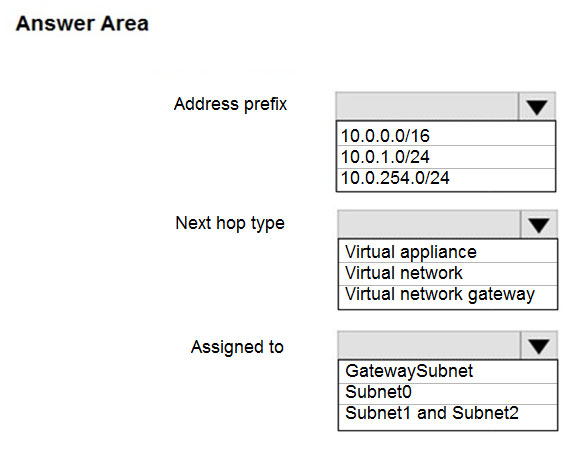 Answer Area
Address prefix
10.0.0.0/16
10.0.1.0/24
10.0.254.0/24
Next hop type
Virtual appliance
Virtual network
Virtual network gateway
Assigned to
GatewaySubnet
Subnet0
Subnet1 and Subnet2